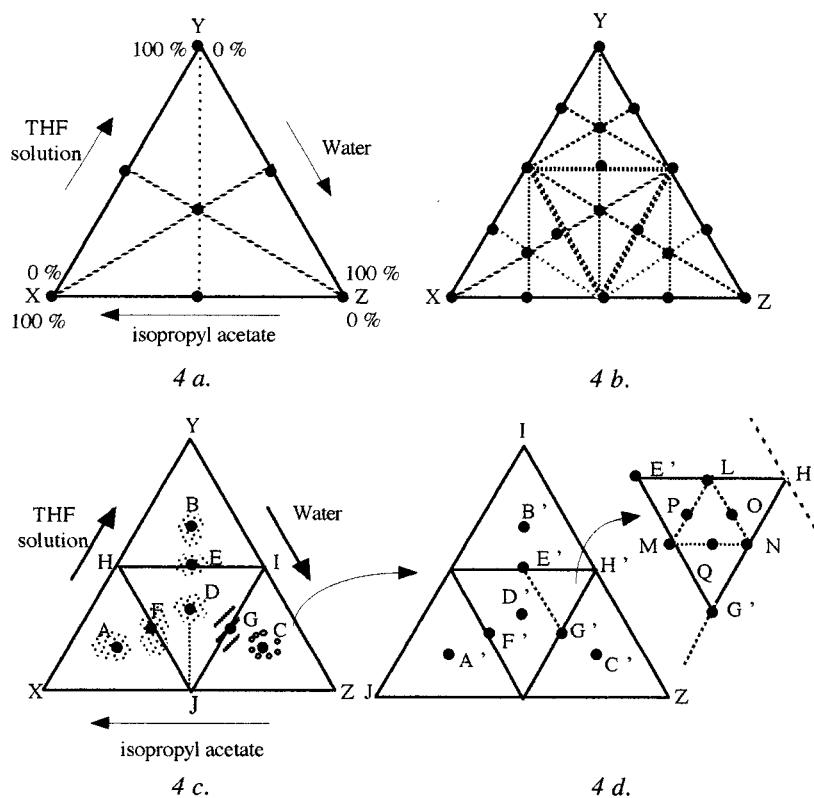 Y
100 % 0 %
THF
solution
Water
0 %
100 %
X
Z
100 %
0 %
isopropyl acetate
4 a.
Y
X
Z
4 b.
Y
THF
solution
Water
B
H
E
I
D
F
G
A
C
X
J
Z
isopropyl acetate
4 c.
I
B '
E '
H '
D '
F '
G '
A '
C '
J
Z
E '
L
H '
P
O
M
N
Q
G '
4 d.